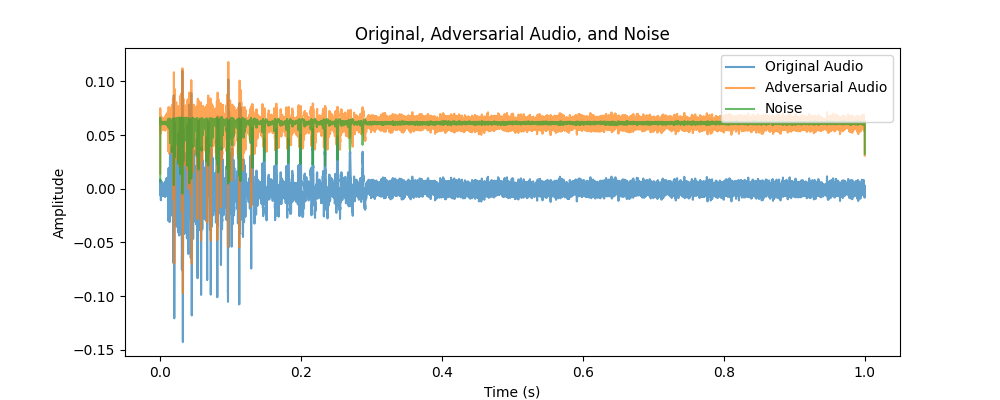 Original, Adversarial Audio, and Noise
Original Audio
Adversarial Audio
Noise
Amplitude
0.10
0.05
0.00
−0.05
−0.10
−0.15
0.0 0.2 0.4 0.6 0.8 1.0
Time (s)